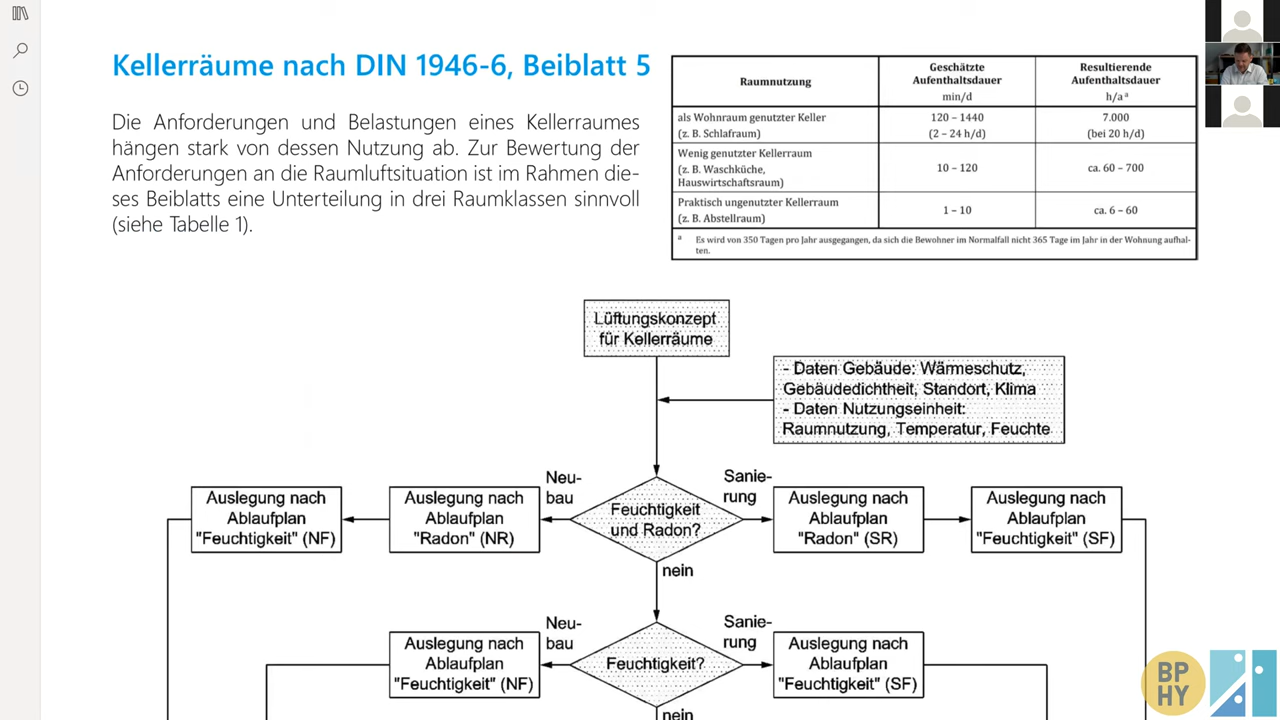 Kellerräume nach DIN 1946-6, Beiblatt 5
Die Anforderungen und Belastungen eines Kellerraumes
hängen stark von dessen Nutzung ab. Zur Bewertung der
Anforderungen an die Raumluftsituation ist im Rahmen die-
ses Beiblatts eine Unterteilung in drei Raumklassen sinnvoll
(siehe Tabelle 1).
Raumnutzung
Geschätzte
Aufenthaltsdauer
min/d
Resultierende
Aufenthaltsdauer
h/a a
als Wohnraum genutzter Keller
(z. B. Schlafraum)
120 – 1440
(2 – 24 h/d)
7.000
(bei 20 h/d)
Wenig genutzter Kellerraum
(z. B. Waschküche,
Hauswirtschaftsraum)
10 – 120
ca. 60 – 700
Praktisch ungenutzter Kellerraum
(z. B. Abstellraum)
1 – 10
ca. 6 – 60
a Es wird von 350 Tagen pro Jahr ausgegangen, da sich die Bewohner im Normalfall nicht 365 Tage im Jahr in der Wohnung aufhal-
ten.
Lüftungskonzept
für Kellerräume
- Daten Gebäude: Wärmeschutz,
Gebäudedichtheit, Standort, Klima
- Daten Nutzungseinheit:
Raumnutzung, Temperatur, Feuchte
Auslegung nach
Ablaufplan
"Feuchtigkeit" (NF)
Auslegung nach
Ablaufplan
"Radon" (NR)
Neu-
bau
Feuchtigkeit
und Radon?
Sanie-
rung
Auslegung nach
Ablaufplan
"Radon" (SR)
Auslegung nach
Ablaufplan
"Feuchtigkeit" (SF)
nein
Auslegung nach
Ablaufplan
"Feuchtigkeit" (NF)
Neu-
bau
Feuchtigkeit?
Sanie-
rung
Auslegung nach
Ablaufplan
"Feuchtigkeit" (SF)
nein
BP
HY